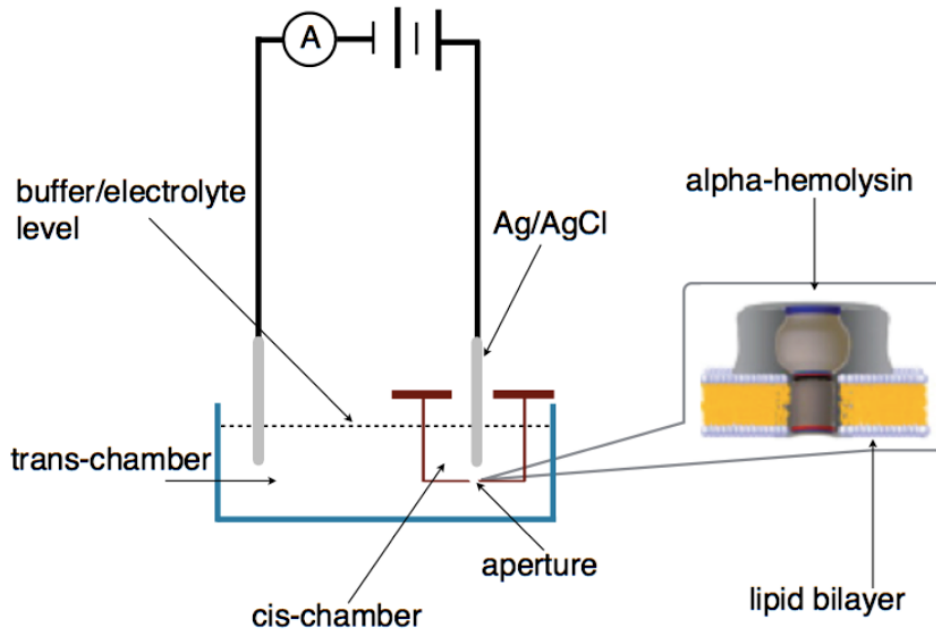 A
buffer/electrolyte
level
Ag/AgCl
alpha-hemolysin
trans-chamber
aperture
cis-chamber
lipid bilayer